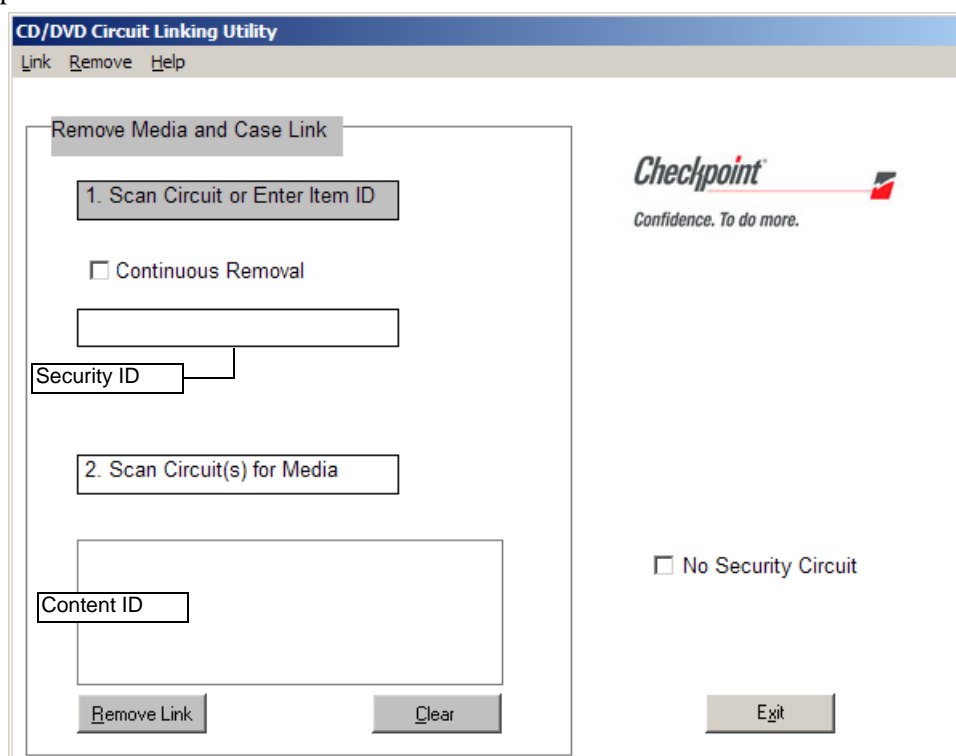 CD/DVD Circuit Linking Utility
Link Remove Help
Remove Media and Case Link
1. Scan Circuit or Enter Item ID
Continuous Removal
Security ID
2. Scan Circuit(s) for Media
Content ID
Remove Link
Clear
Checkpoint
Confidence. To do more.
No Security Circuit
Exit